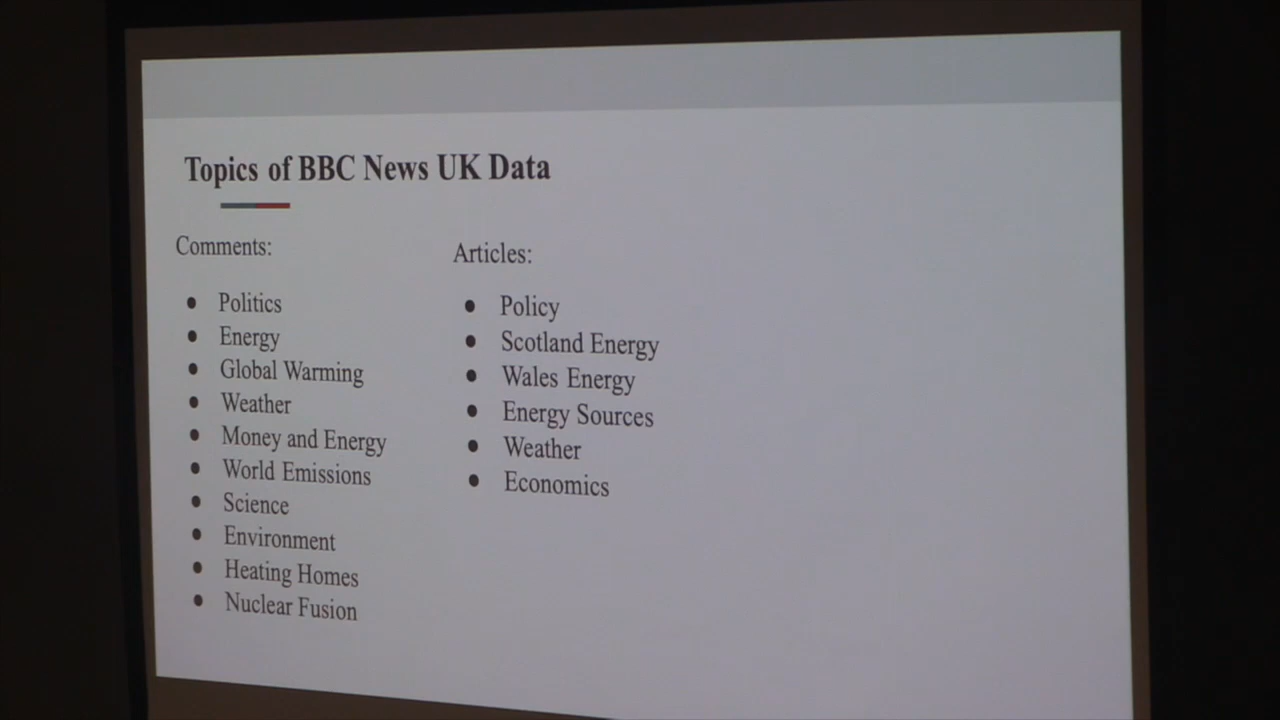 Topics of BBC News UK Data
Comments:
● Politics
● Energy
● Global Warming
● Weather
● Money and Energy
● World Emissions
● Science
● Environment
● Heating Homes
● Nuclear Fusion
Articles:
● Policy
● Scotland Energy
● Wales Energy
● Energy Sources
● Weather
● Economics